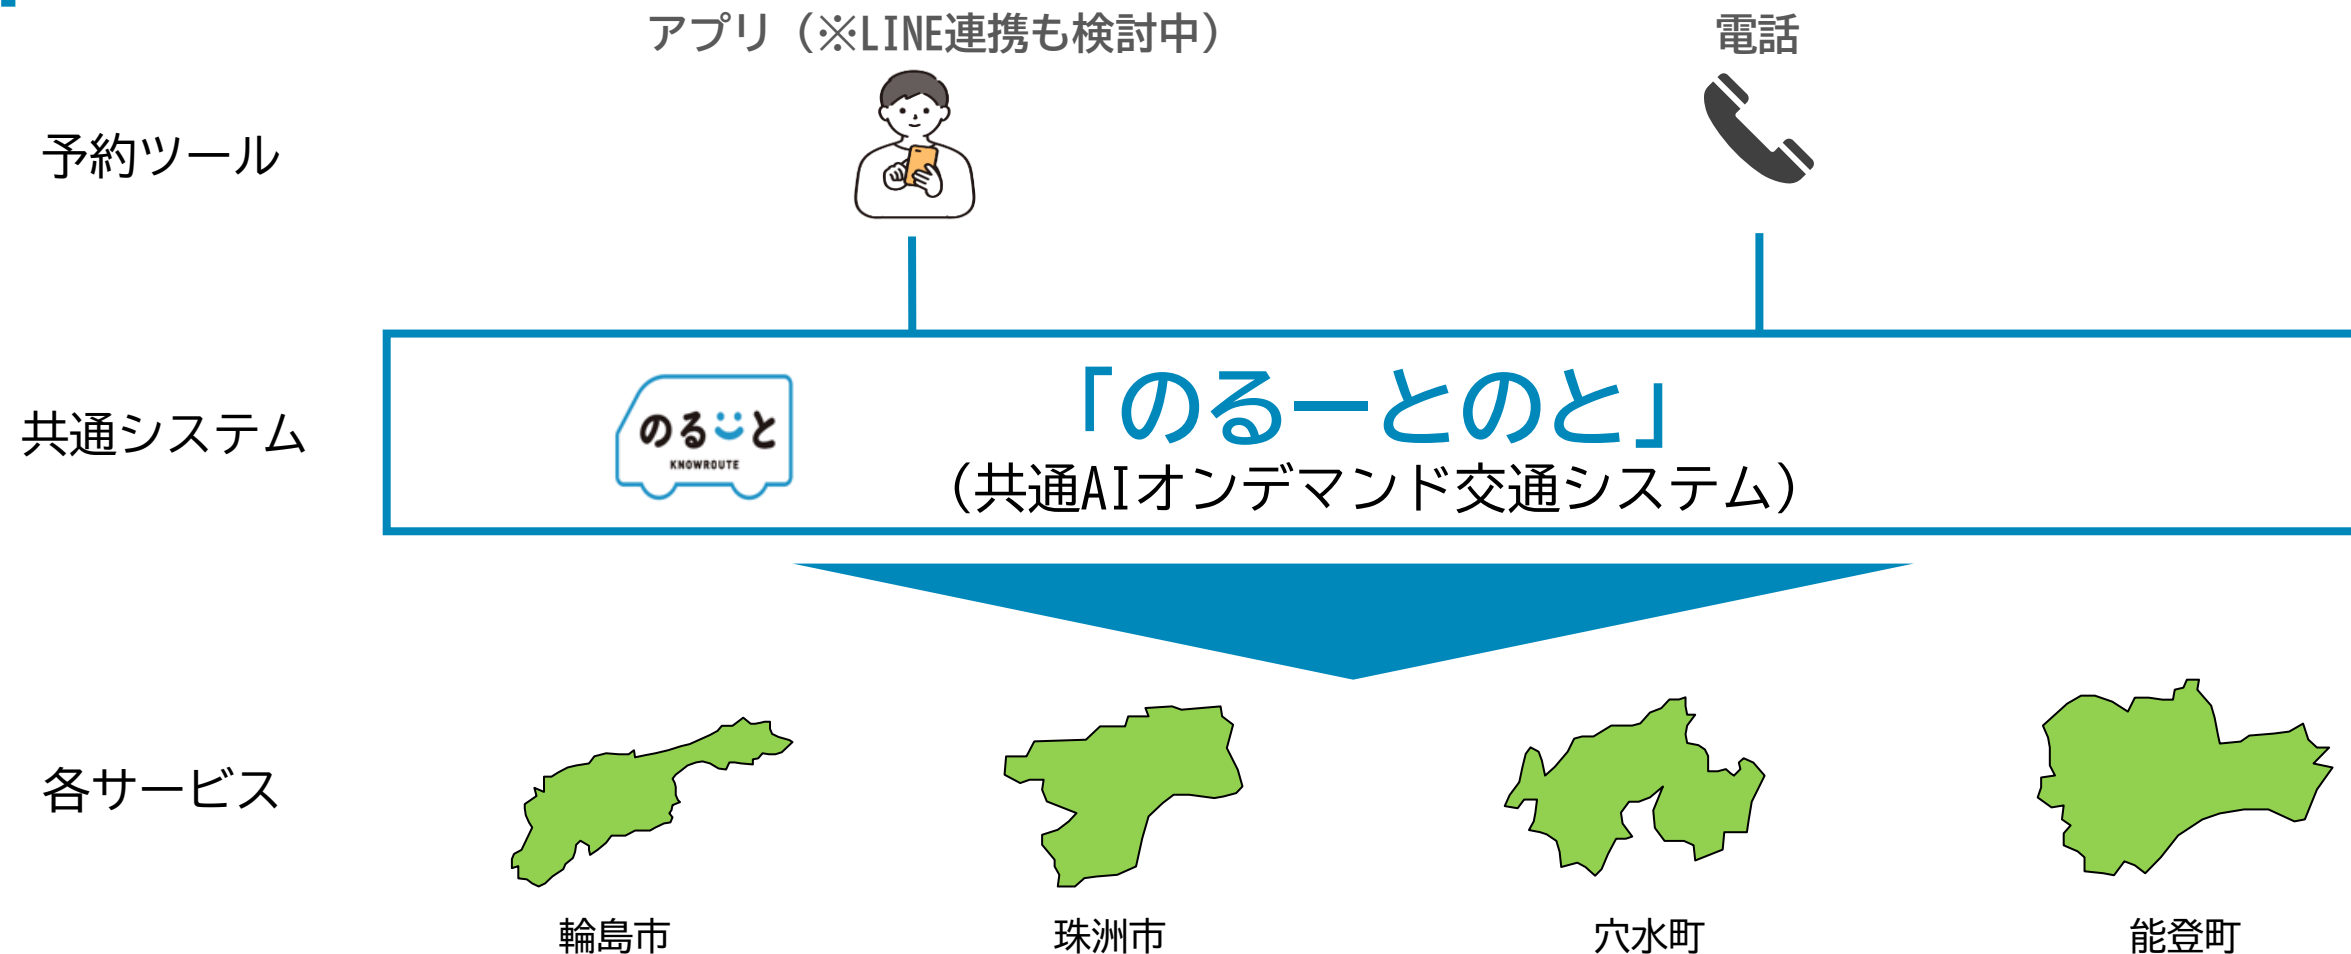 アプリ（※LINE連携も検討中）
電話
予約ツール
共通システム
のるーと
KNOWROUTE
「のるーとのと」
（共通AIオンデマンド交通システム）
各サービス
輪島市
珠洲市
穴水町
能登町